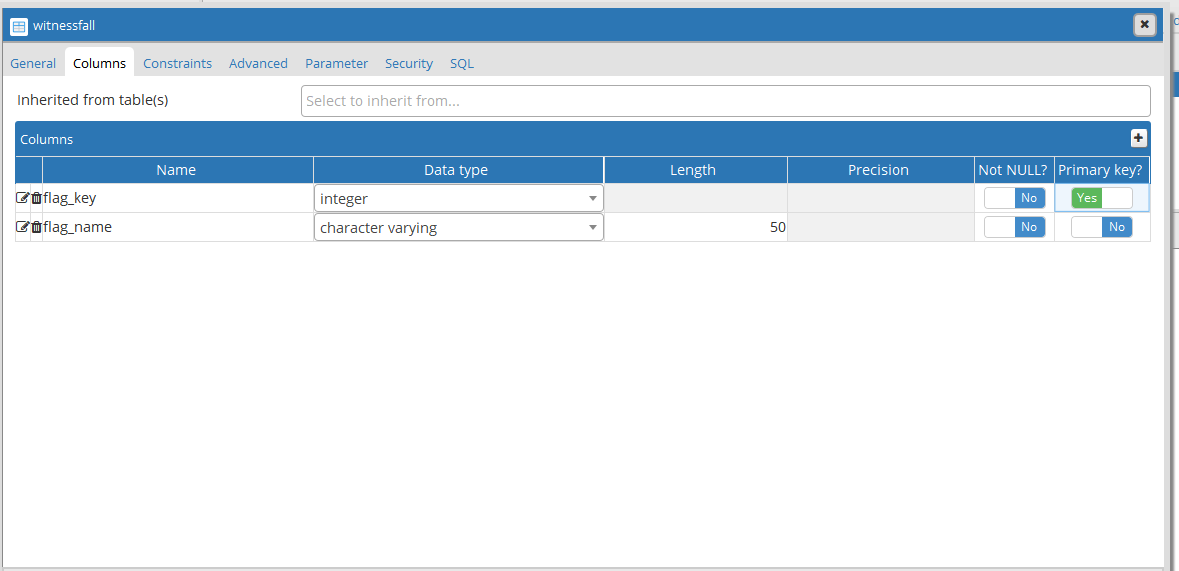 witnessfall
General Columns Constraints Advanced Parameter Security SQL
Inherited from table(s) Select to inherit from...
Columns
Name Data type Length Precision Not NULL? Primary key?
flag_key integer No Yes
flag_name character varying 50 No No